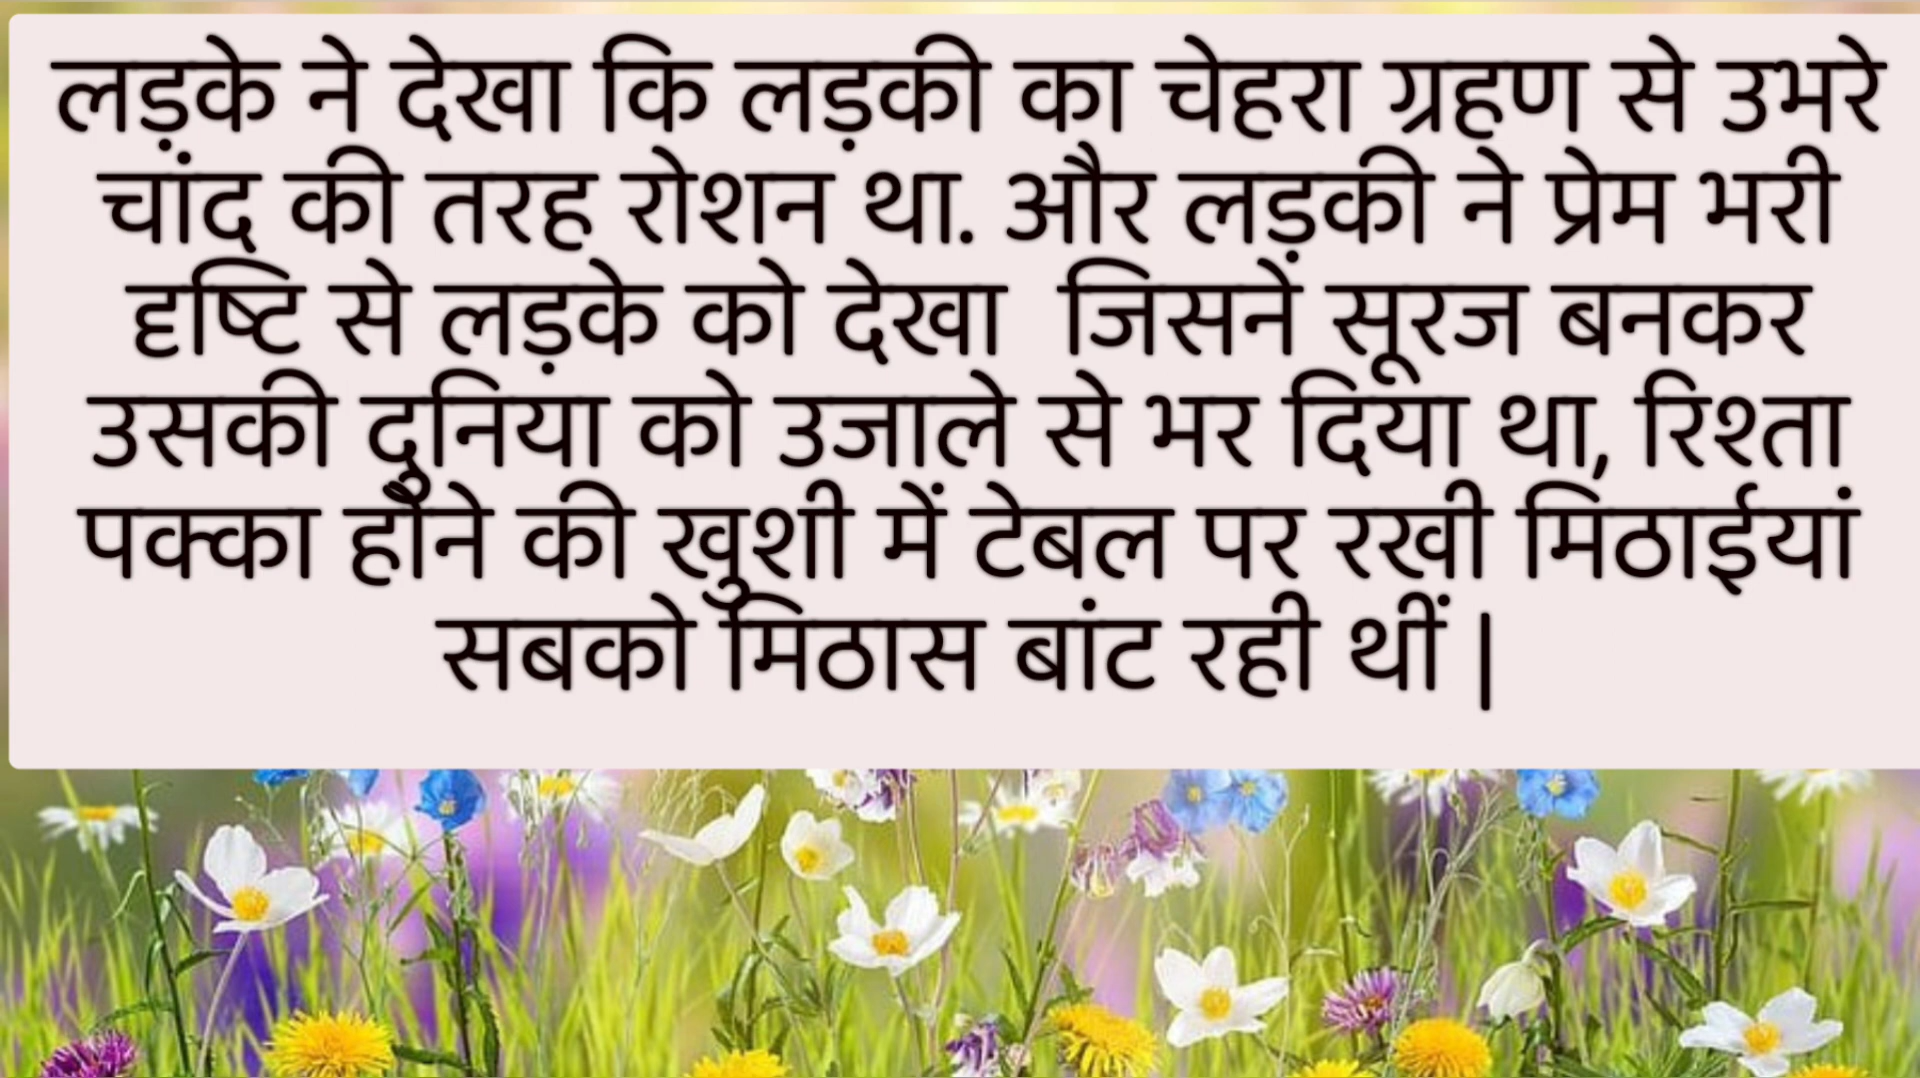 लड़के ने देखा कि लड़की का चेहरा ग्रहण से उभरे
चांद की तरह रोशन था. और लड़की ने प्रेम भरी
दृष्टि से लड़के को देखा  जिसने सूरज बनकर
उसकी दुनिया को उजाले से भर दिया था, रिश्ता
पक्का होने की खुशी में टेबल पर रखी मिठाईयां
सबको मिठास बांट रही थीं |